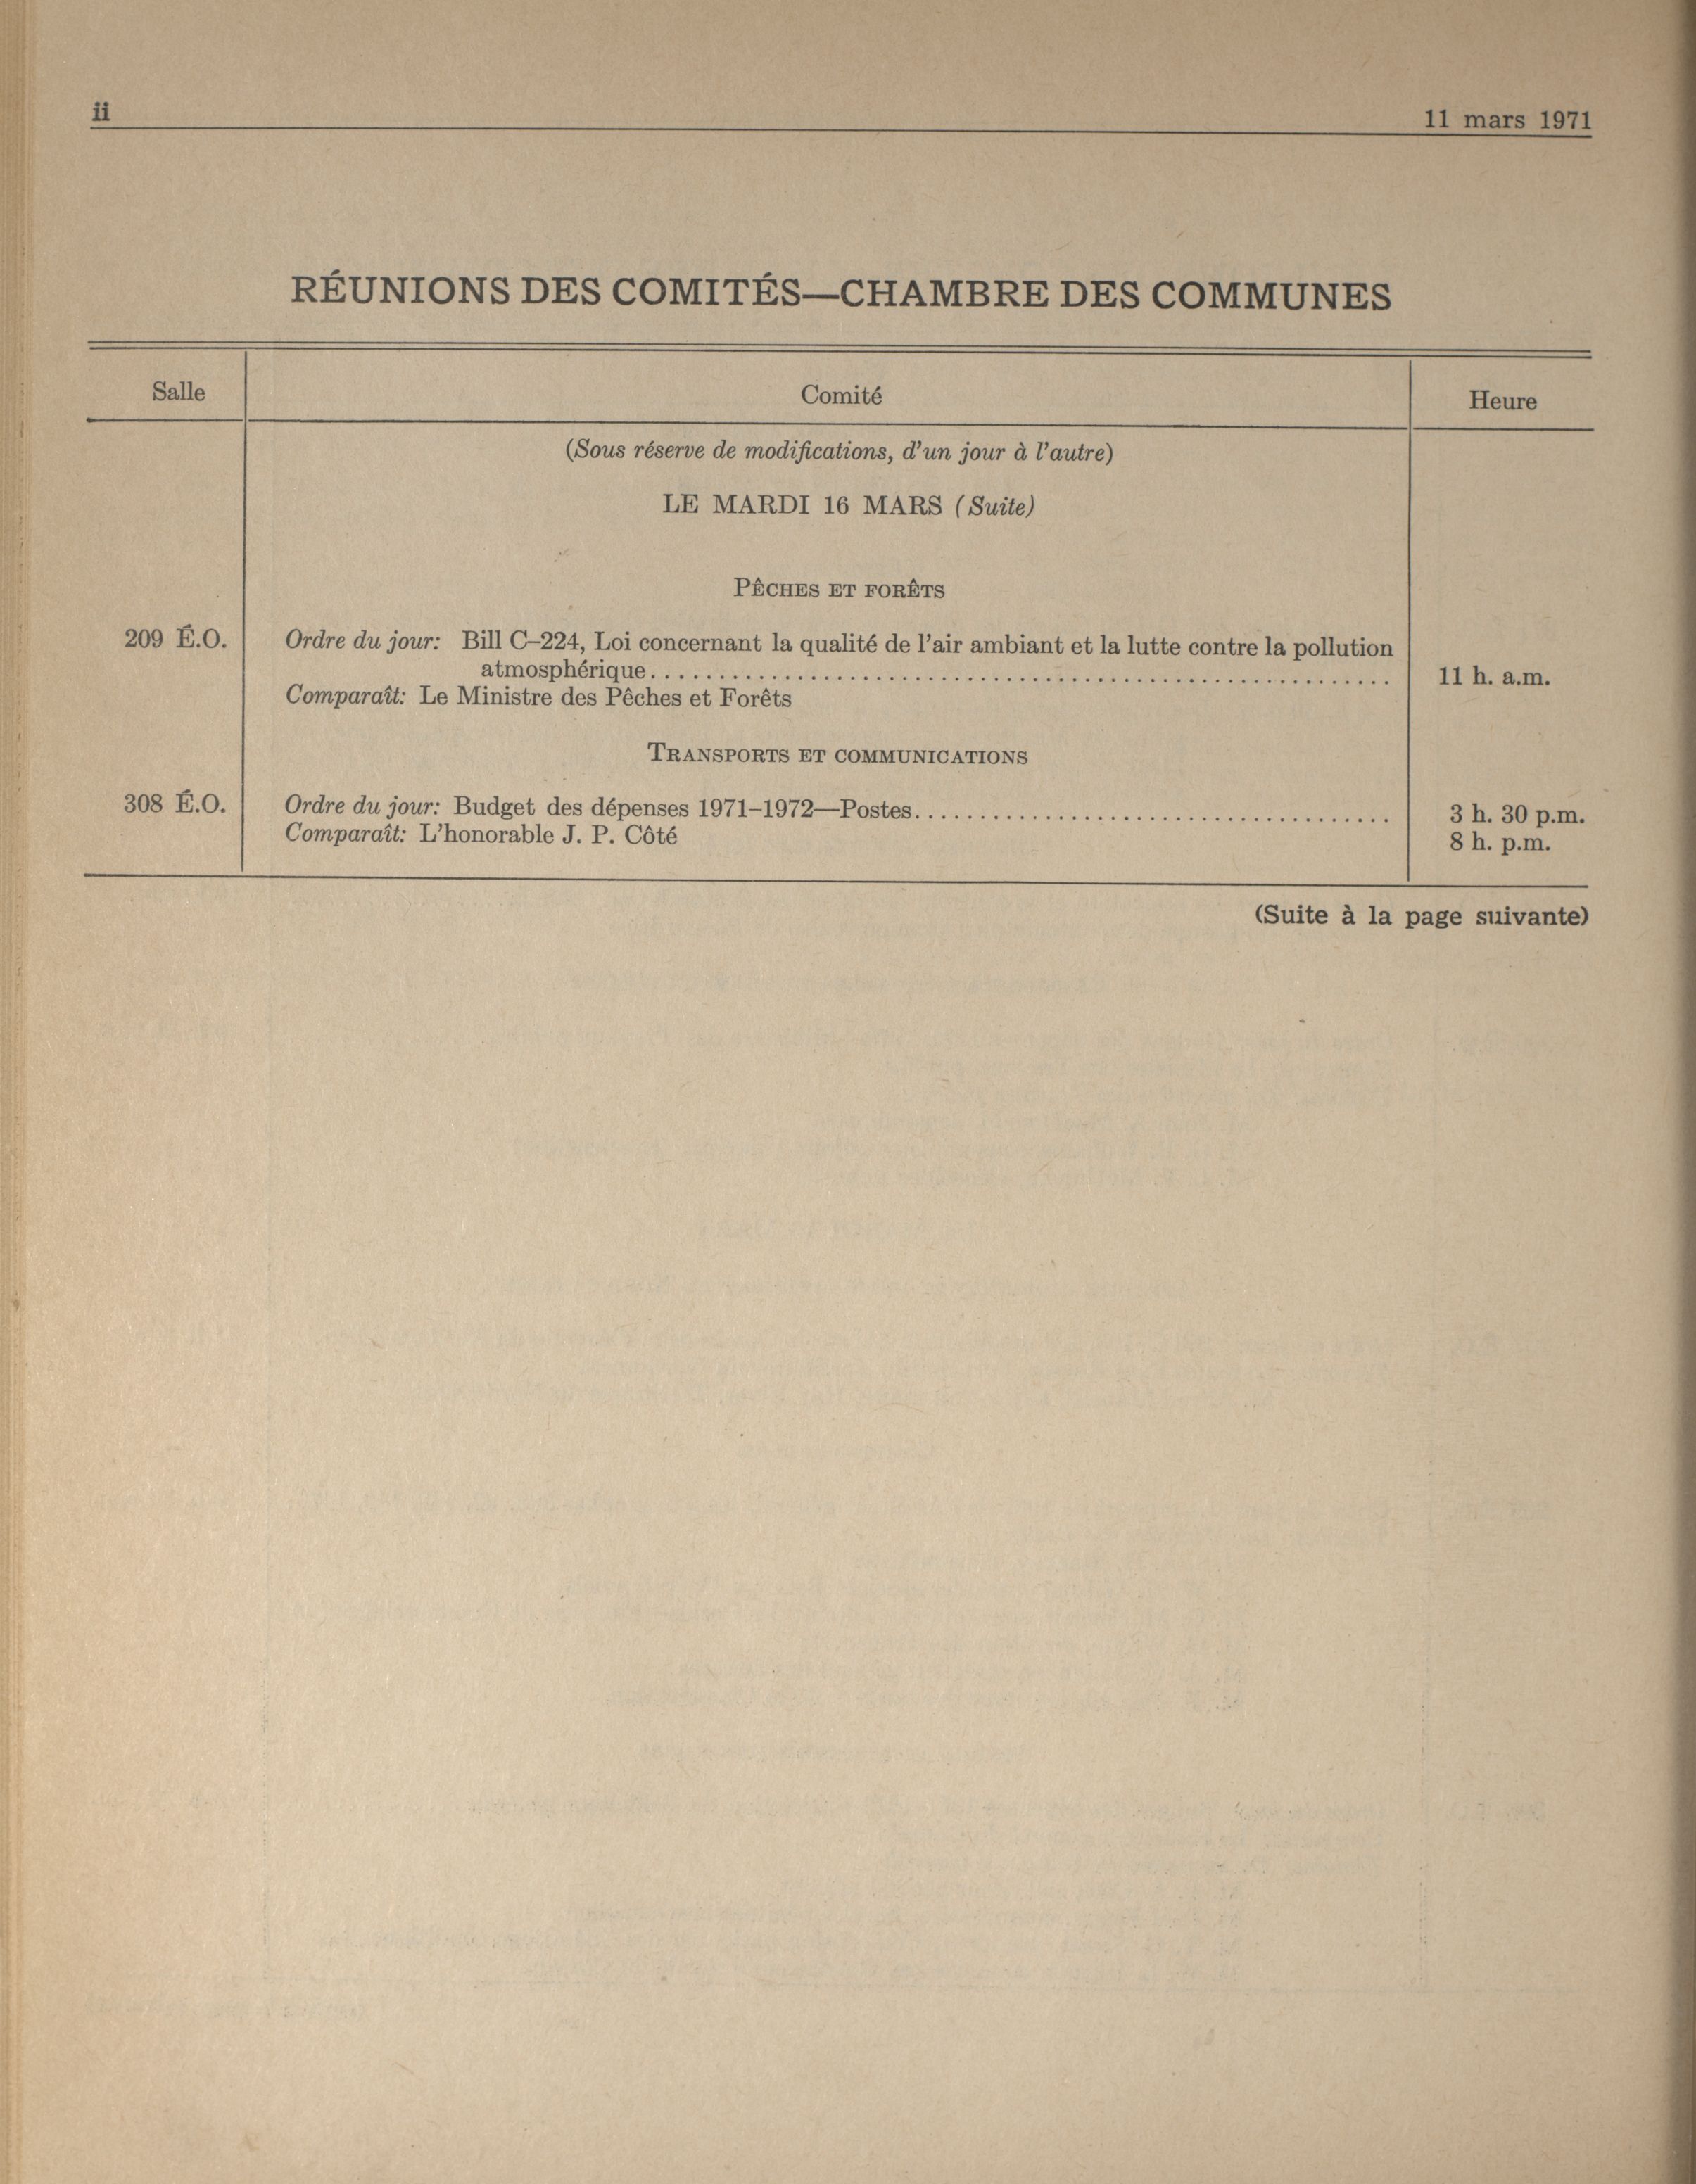 ii
11 mars 1971
RÉUNIONS DES COMITÉS—CHAMBRE DES COMMUNES
Salle
Comité
Heure
(Sous réserve de modifications, d'un jour à l'autre)
LE MARDI 16 MARS (Suite)
PÊCHES ET FORÊTS
209 É.O.
Ordre du jour: Bill C–224, Loi concernant la qualité de l'air ambiant et la lutte contre la pollution
atmosphérique............................................................
11 h. a.m.
Comparaît: Le Ministre des Pêches et Forêts
TRANSPORTS ET COMMUNICATIONS
308 É.O.
Ordre du jour: Budget des dépenses 1971–1972—Postes......................................
3 h. 30 p.m.
Comparaît: L'honorable J. P. Côté
8 h. p.m.
(Suite à la page suivante)